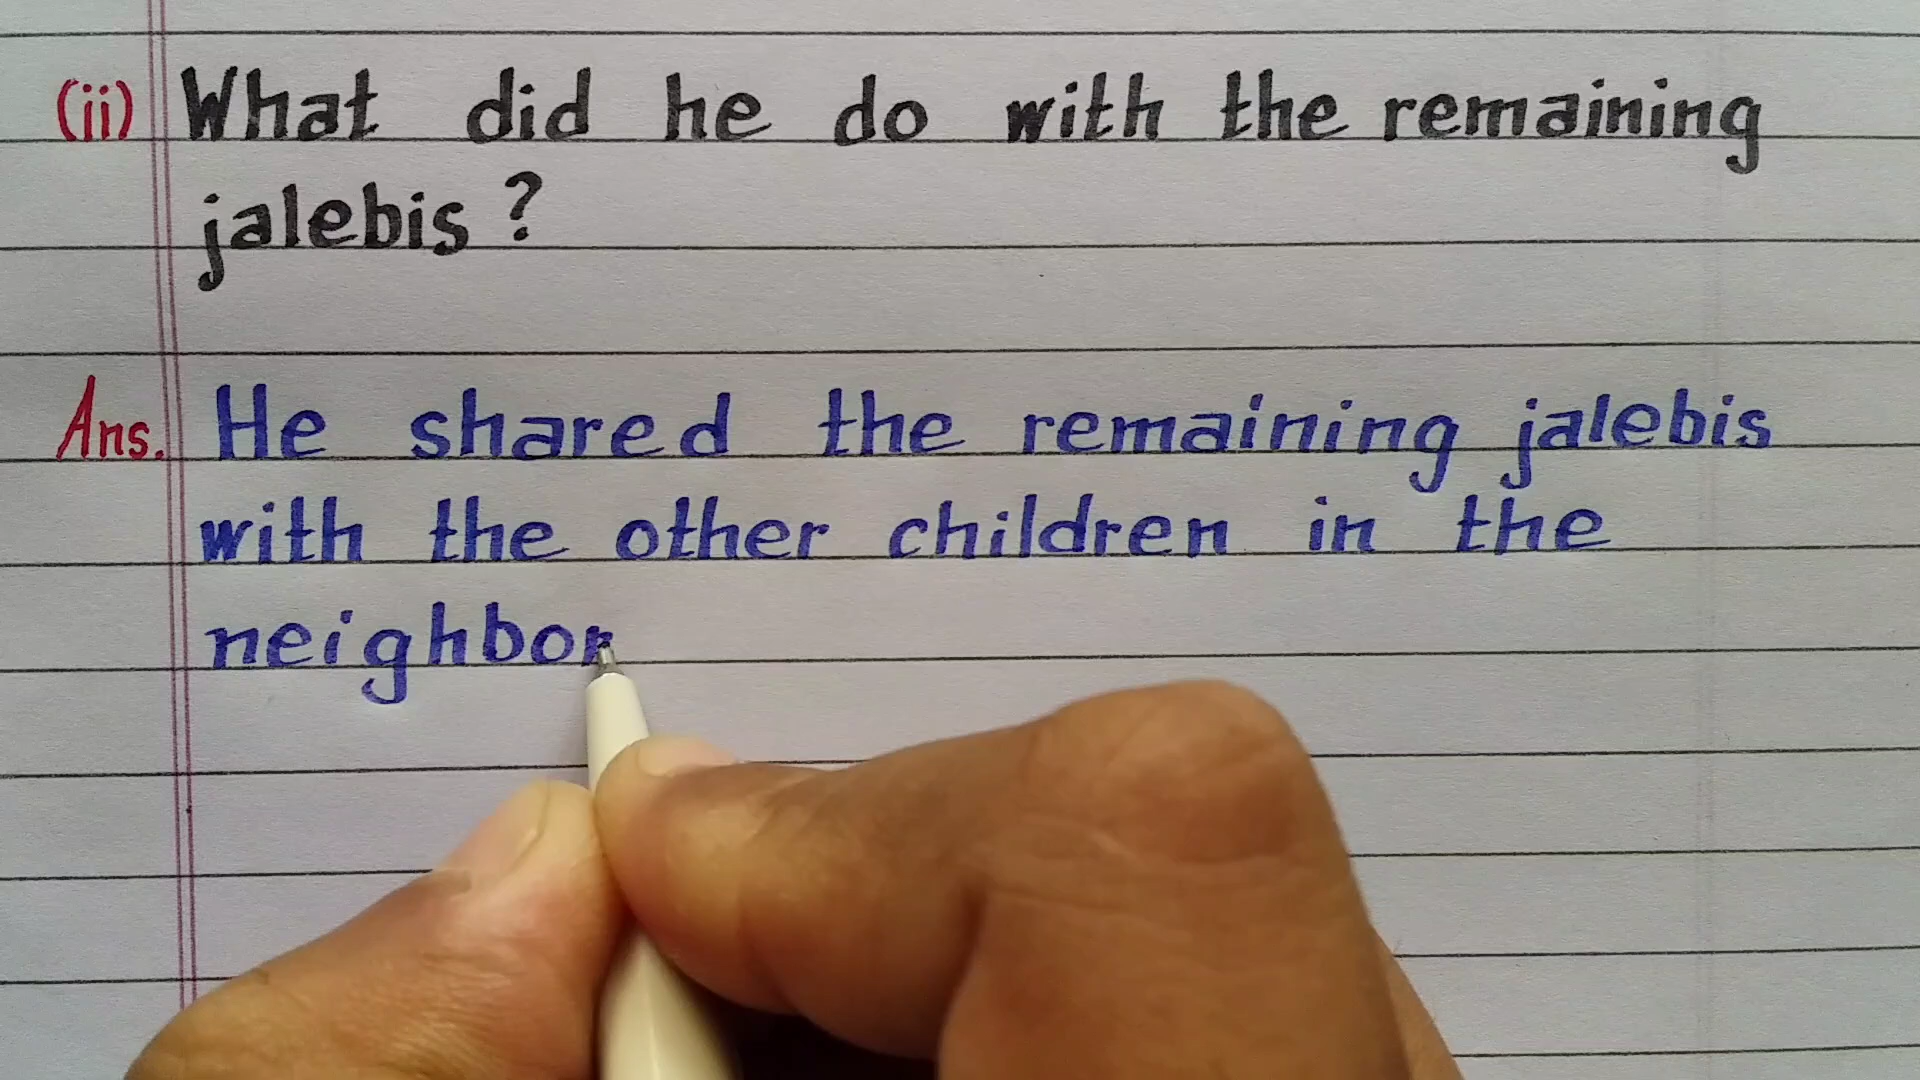 (ii) What did he do with the remaining
jalebis ?
Ans. He shared the remaining jalebis
with the other children in the
neighbor